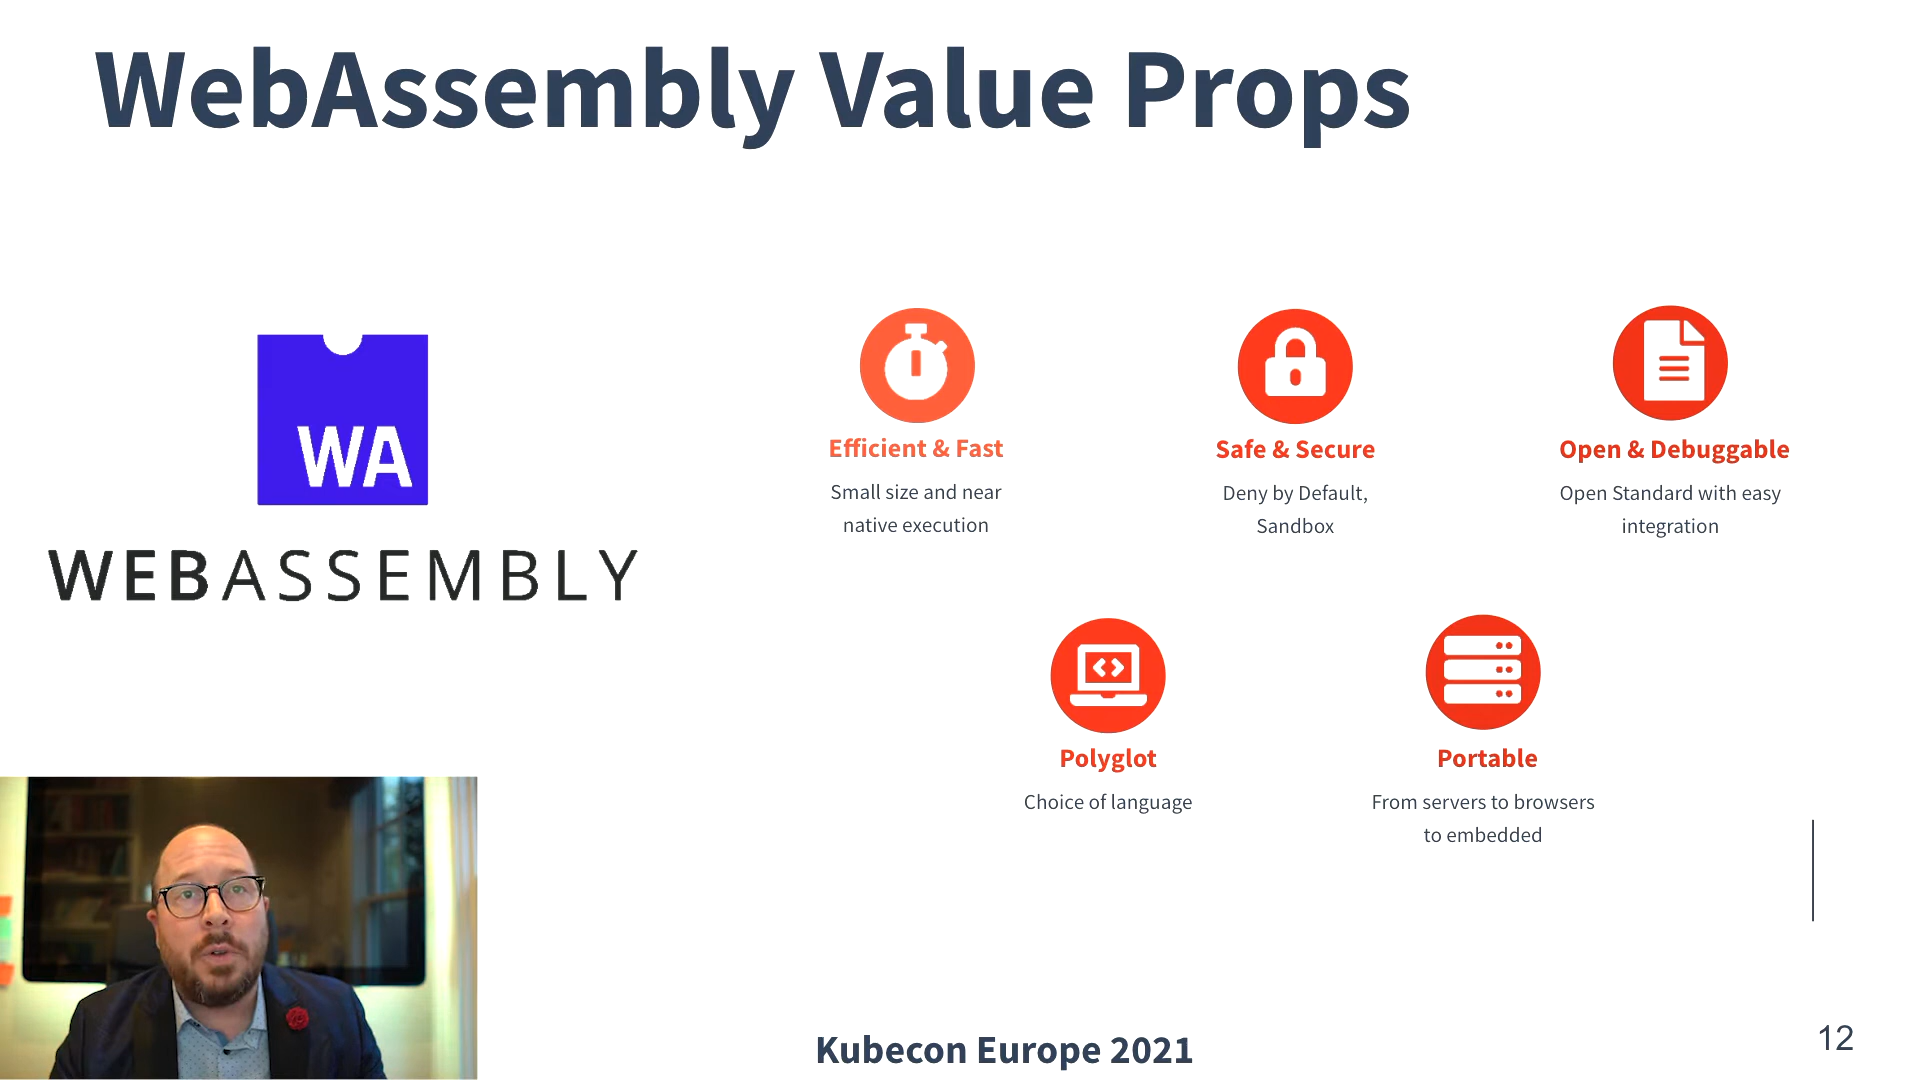 WebAssembly Value Props
WA
WEBASSEMBLY
Efficient & Fast
Small size and near
native execution
Safe & Secure
Deny by Default,
Sandbox
Open & Debuggable
Open Standard with easy
integration
Polyglot
Choice of language
Portable
From servers to browsers
to embedded
Kubecon Europe 2021
12